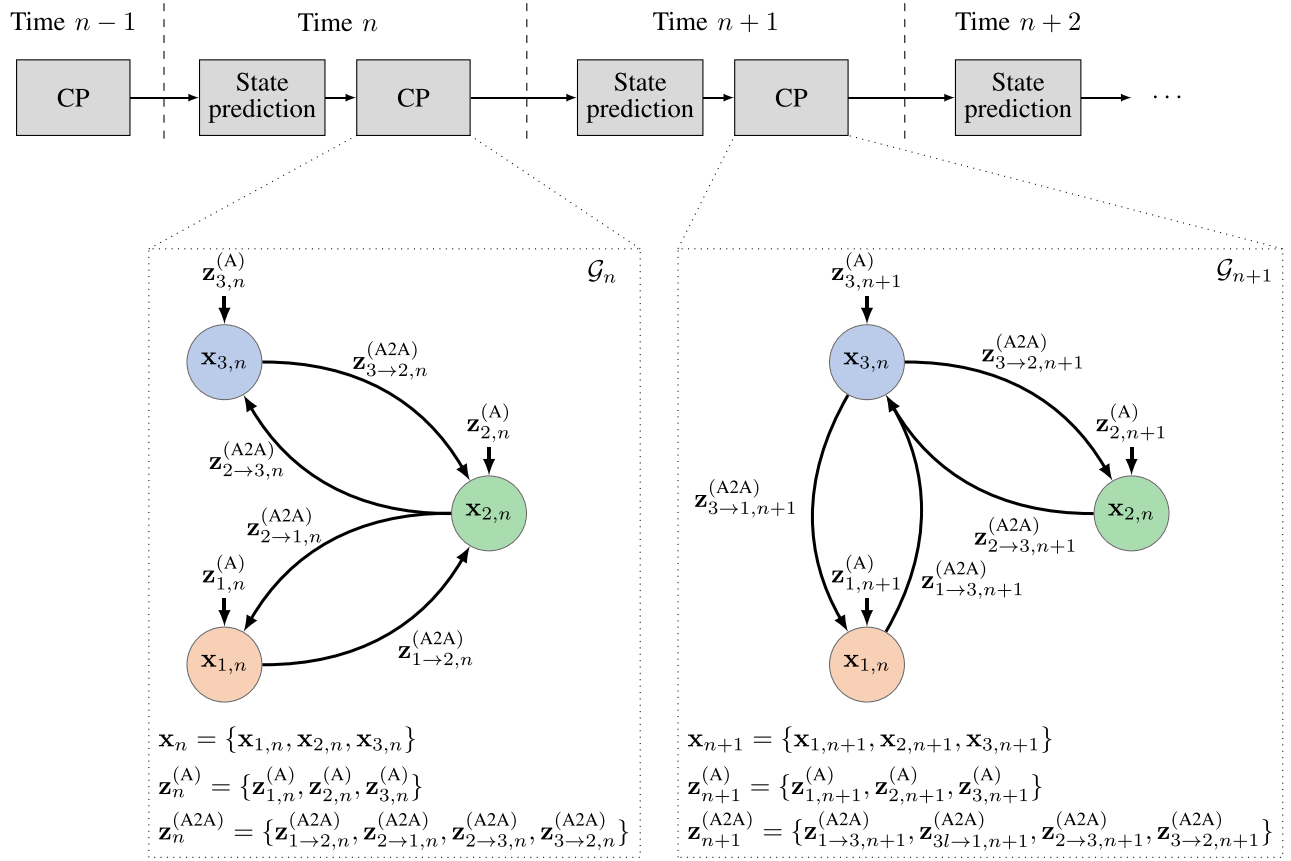 Time n − 1
Time n
Time n + 1
Time n + 2
CP
State
prediction
CP
State
prediction
CP
State
prediction
···
𝒢_n
z_{3,n}^{(A)}
x_{3,n}
z_{3→2,n}^{(A2A)}
z_{2,n}^{(A)}
z_{2→3,n}^{(A2A)}
x_{2,n}
z_{2→1,n}^{(A2A)}
z_{1,n}^{(A)}
x_{1,n}
z_{1→2,n}^{(A2A)}
x_n = {x_{1,n}, x_{2,n}, x_{3,n}}
z_n^{(A)} = {z_{1,n}^{(A)}, z_{2,n}^{(A)}, z_{3,n}^{(A)}}
z_n^{(A2A)} = {z_{1→2,n}^{(A2A)}, z_{2→1,n}^{(A2A)}, z_{2→3,n}^{(A2A)}, z_{3→2,n}^{(A2A)}}
𝒢_{n+1}
z_{3,n+1}^{(A)}
x_{3,n}
z_{3→2,n+1}^{(A2A)}
z_{2,n+1}^{(A)}
z_{3→1,n+1}^{(A2A)}
x_{2,n}
z_{2→3,n+1}^{(A2A)}
z_{1,n+1}^{(A)}
z_{1→3,n+1}^{(A2A)}
x_{1,n}
x_{n+1} = {x_{1,n+1}, x_{2,n+1}, x_{3,n+1}}
z_{n+1}^{(A)} = {z_{1,n+1}^{(A)}, z_{2,n+1}^{(A)}, z_{3,n+1}^{(A)}}
z_{n+1}^{(A2A)} = {z_{1→3,n+1}^{(A2A)}, z_{3l→1,n+1}^{(A2A)}, z_{2→3,n+1}^{(A2A)}, z_{3→2,n+1}^{(A2A)}}